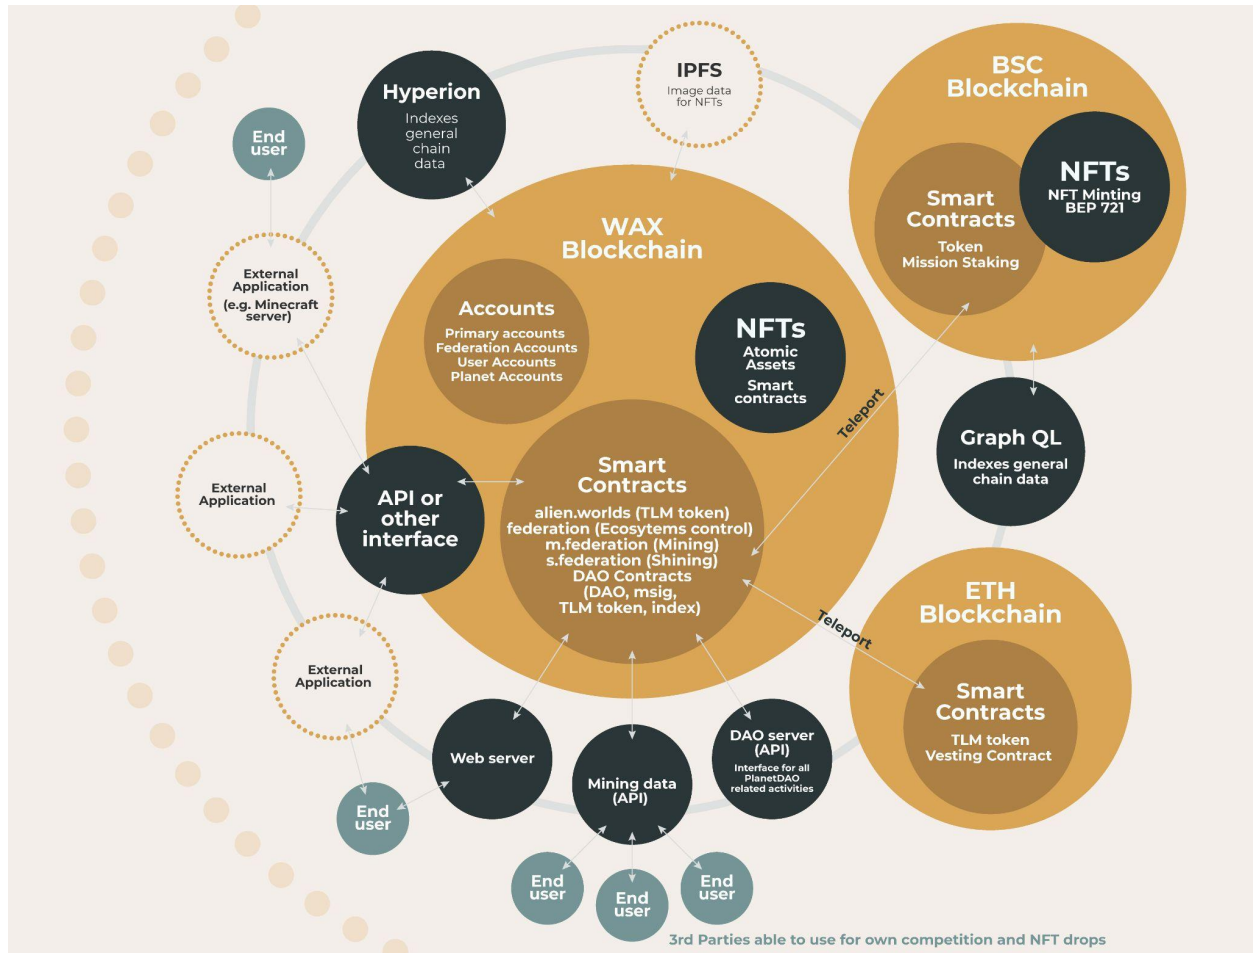 Hyperion
Indexes
general
chain
data
IPFS
Image data
for NFTs
BSC
Blockchain
NFTs
NFT Minting
BEP 721
Smart
Contracts
Token
Mission Staking
End
user
External
Application
(e.g. Minecraft
server)
WAX
Blockchain
Accounts
Primary accounts
Federation Accounts
User Accounts
Planet Accounts
NFTs
Atomic
Assets
Smart
contracts
Teleport
Graph QL
Indexes general
chain data
External
Application
API or
other
interface
Smart
Contracts
alien.worlds (TLM token)
federation (Ecosytems control)
m.federation (Mining)
s.federation (Shining)
DAO Contracts
(DAO, msig,
TLM token, index)
Teleport
ETH
Blockchain
Smart
Contracts
TLM token
Vesting Contract
External
Application
Web server
Mining data
(API)
DAO server
(API)
Interface for all
PlanetDAO
related activities
End
user
End
user
End
user
End
user
3rd Parties able to use for own competition and NFT drops